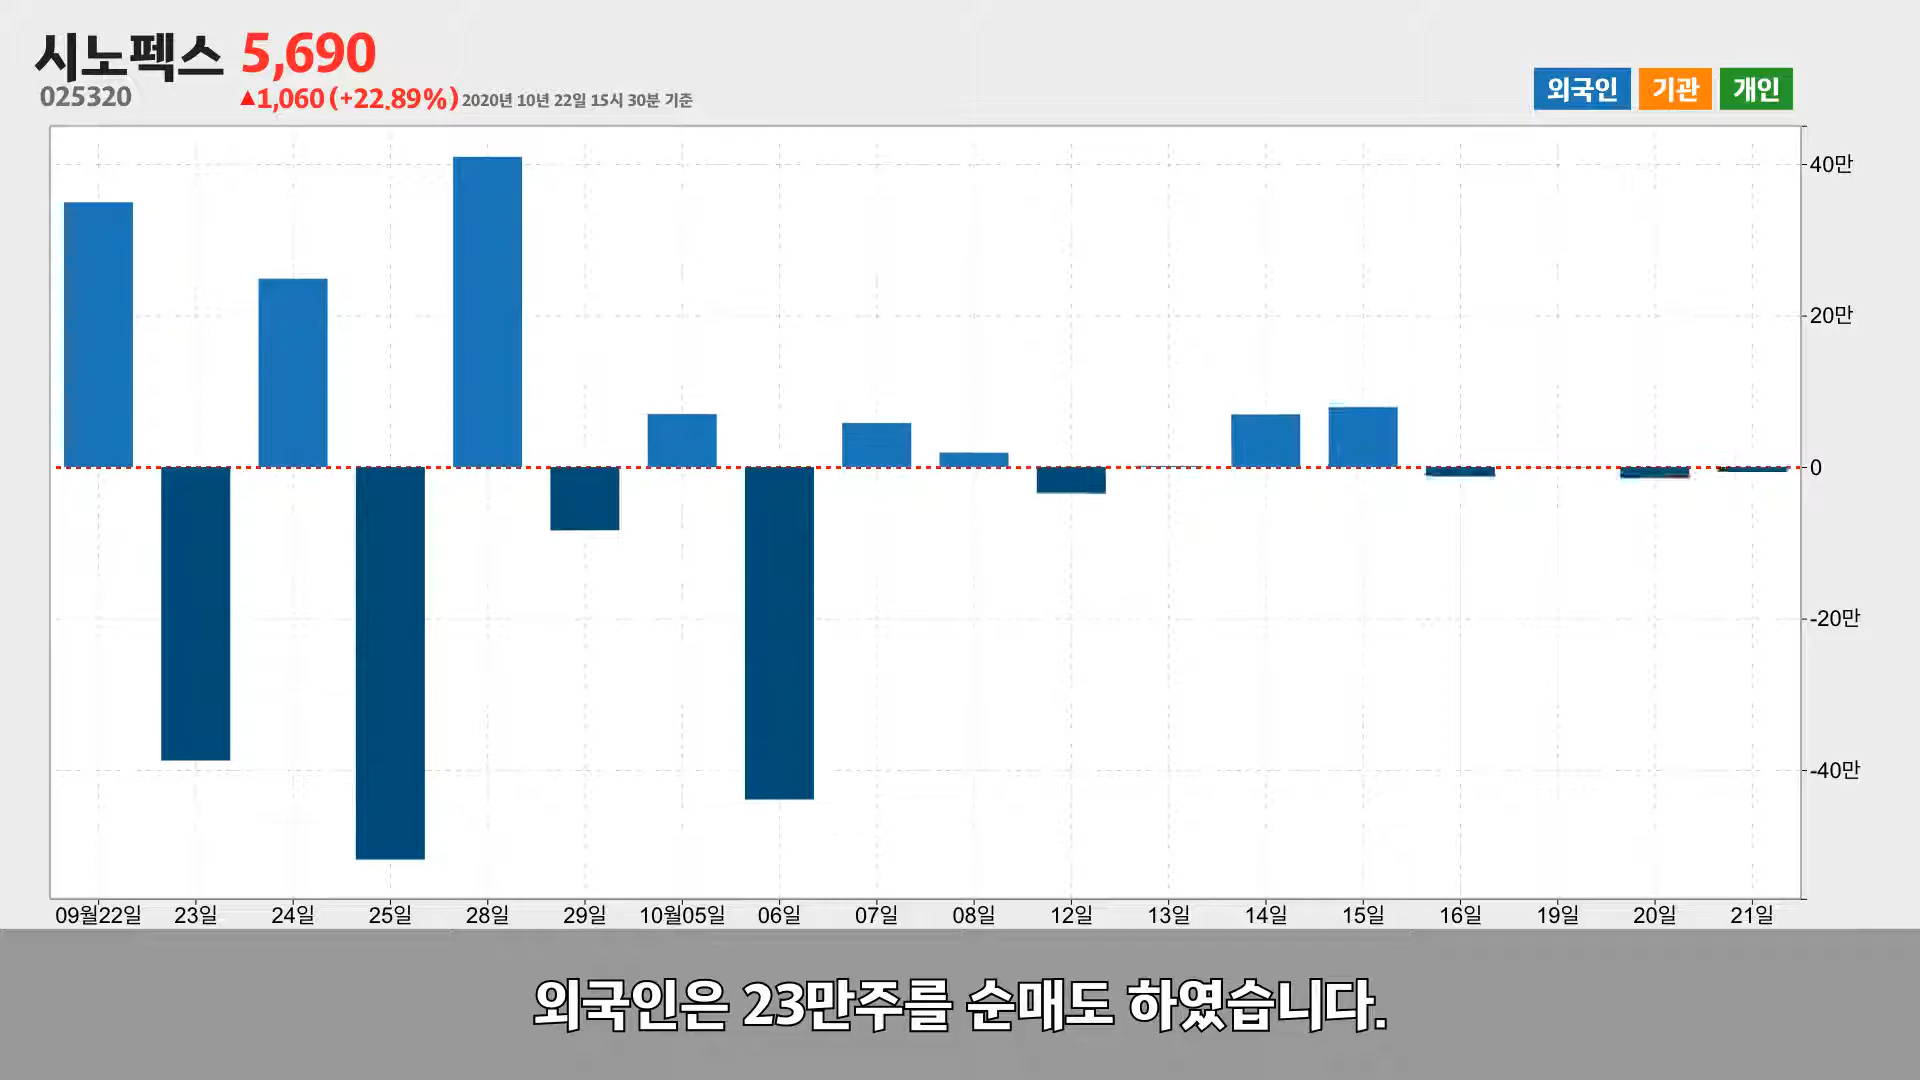 시노펙스 5,690
025320
▲1,060 (+22.89%) 2020년 10년 22일 15시 30분 기준
외국인 기관 개인
40만
20만
0
-20만
-40만
09월22일 23일 24일 25일 28일 29일 10월05일 06일 07일 08일 12일 13일 14일 15일 16일 19일 20일 21일
외국인은 23만주를 순매도 하였습니다.